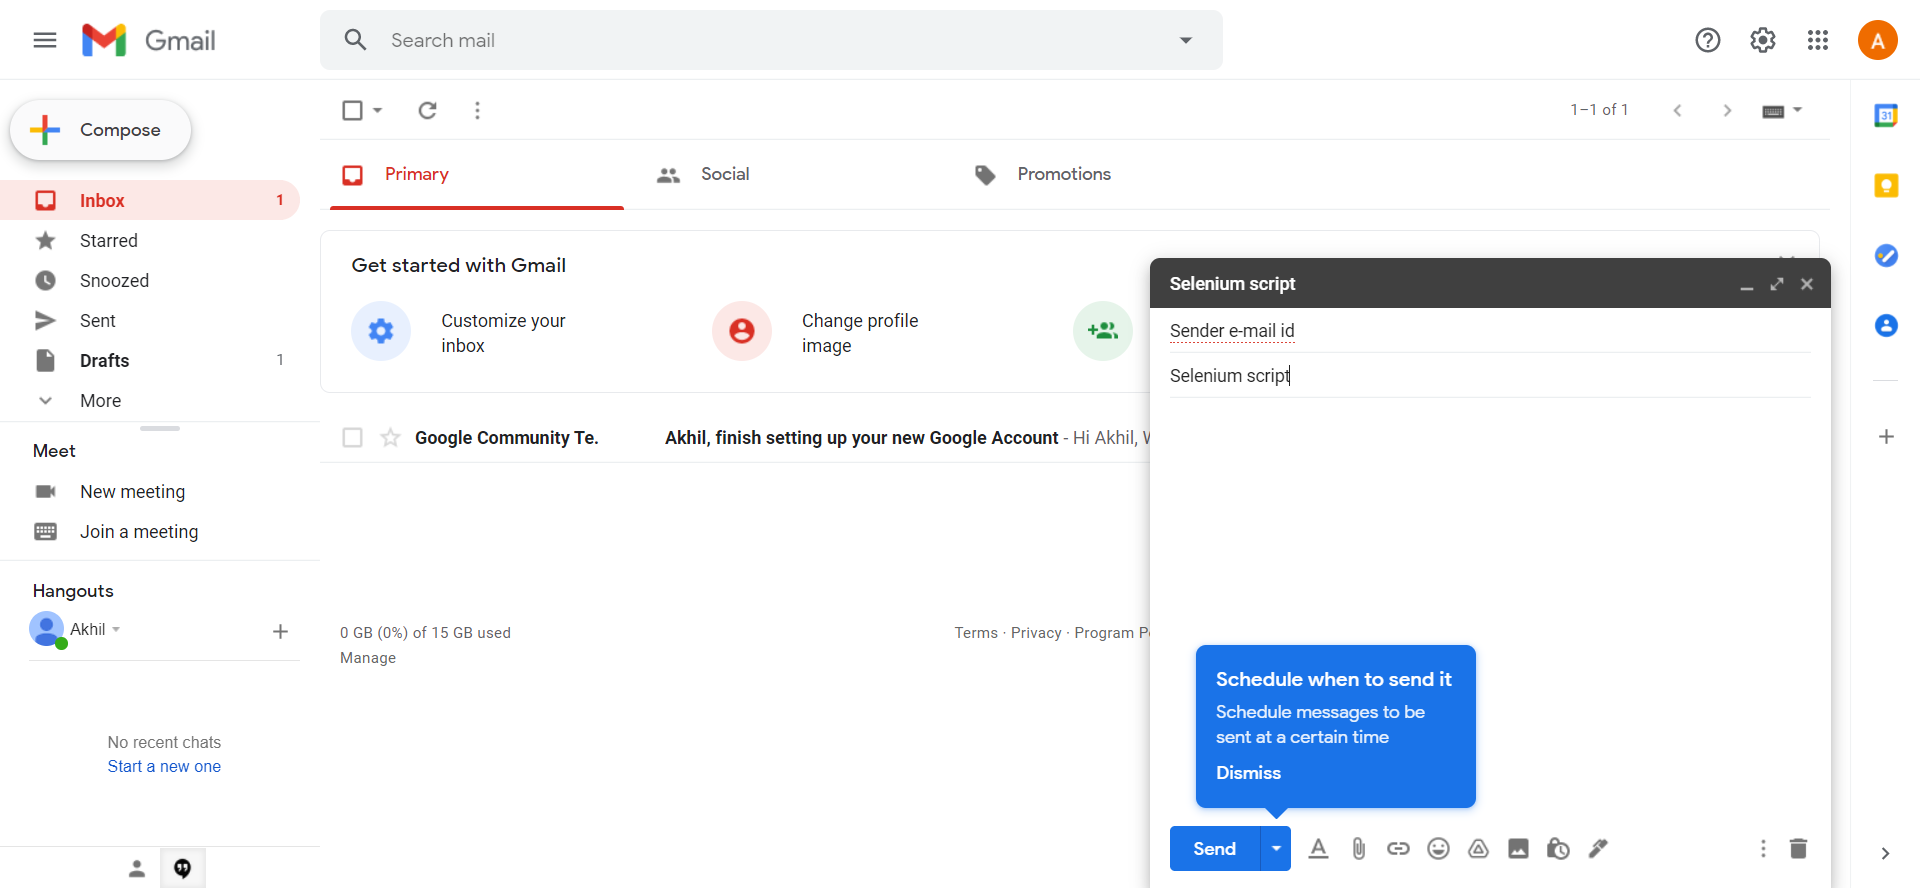 Gmail
Search mail
A
Compose
Inbox 1
Starred
Snoozed
Sent
Drafts 1
More
Meet
New meeting
Join a meeting
Hangouts
Akhil
No recent chats
Start a new one
1–1 of 1
Primary
Social
Promotions
Get started with Gmail
Customize your
inbox
Change profile
image
Google Community Te. Akhil, finish setting up your new Google Account - Hi Akhil,
0 GB (0%) of 15 GB used
Manage
Terms · Privacy · Program
Selenium script
Sender e-mail id
Selenium script
Schedule when to send it
Schedule messages to be
sent at a certain time
Dismiss
Send
31